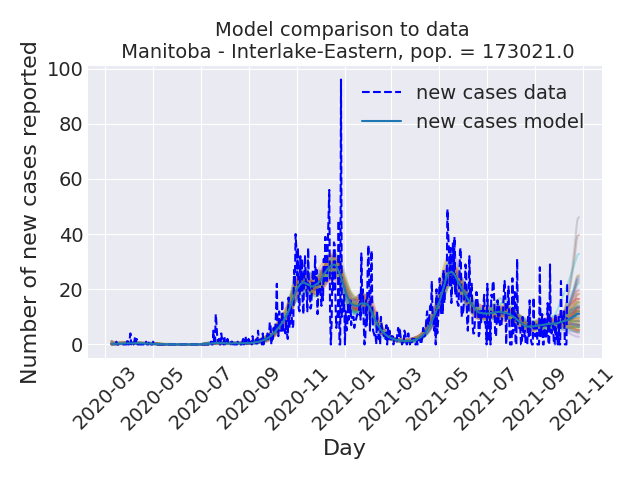 Model comparison to data
Manitoba - Interlake-Eastern, pop. = 173021.0
Number of new cases reported
100
80
60
40
20
0
new cases data
new cases model
2020-03
2020-05
2020-07
2020-09
2020-11
2021-01
2021-03
2021-05
2021-07
2021-09
2021-11
Day